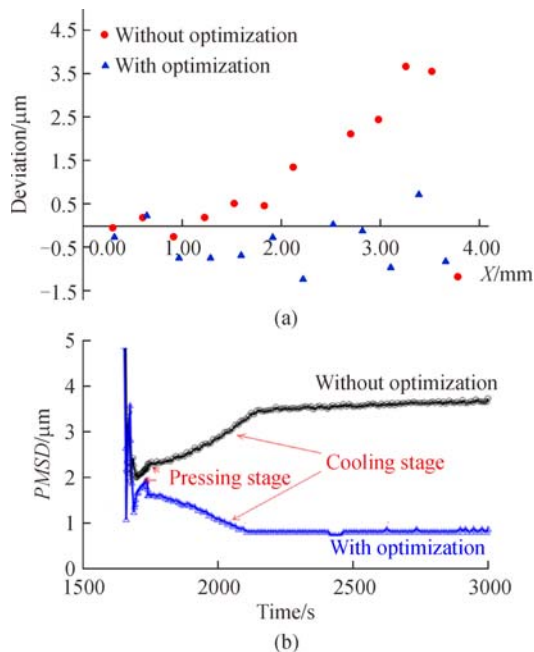 4.5
Without optimization
With optimization
3.5
2.5
1.5
0.5
−0.5
−1.5
Deviation/μm
0.00 1.00 2.00 3.00 4.00
X/mm
(a)
5
4
3
2
1
0
PMSD/μm
Without optimization
Pressing stage
Cooling stage
With optimization
1500 2000 2500 3000
Time/s
(b)